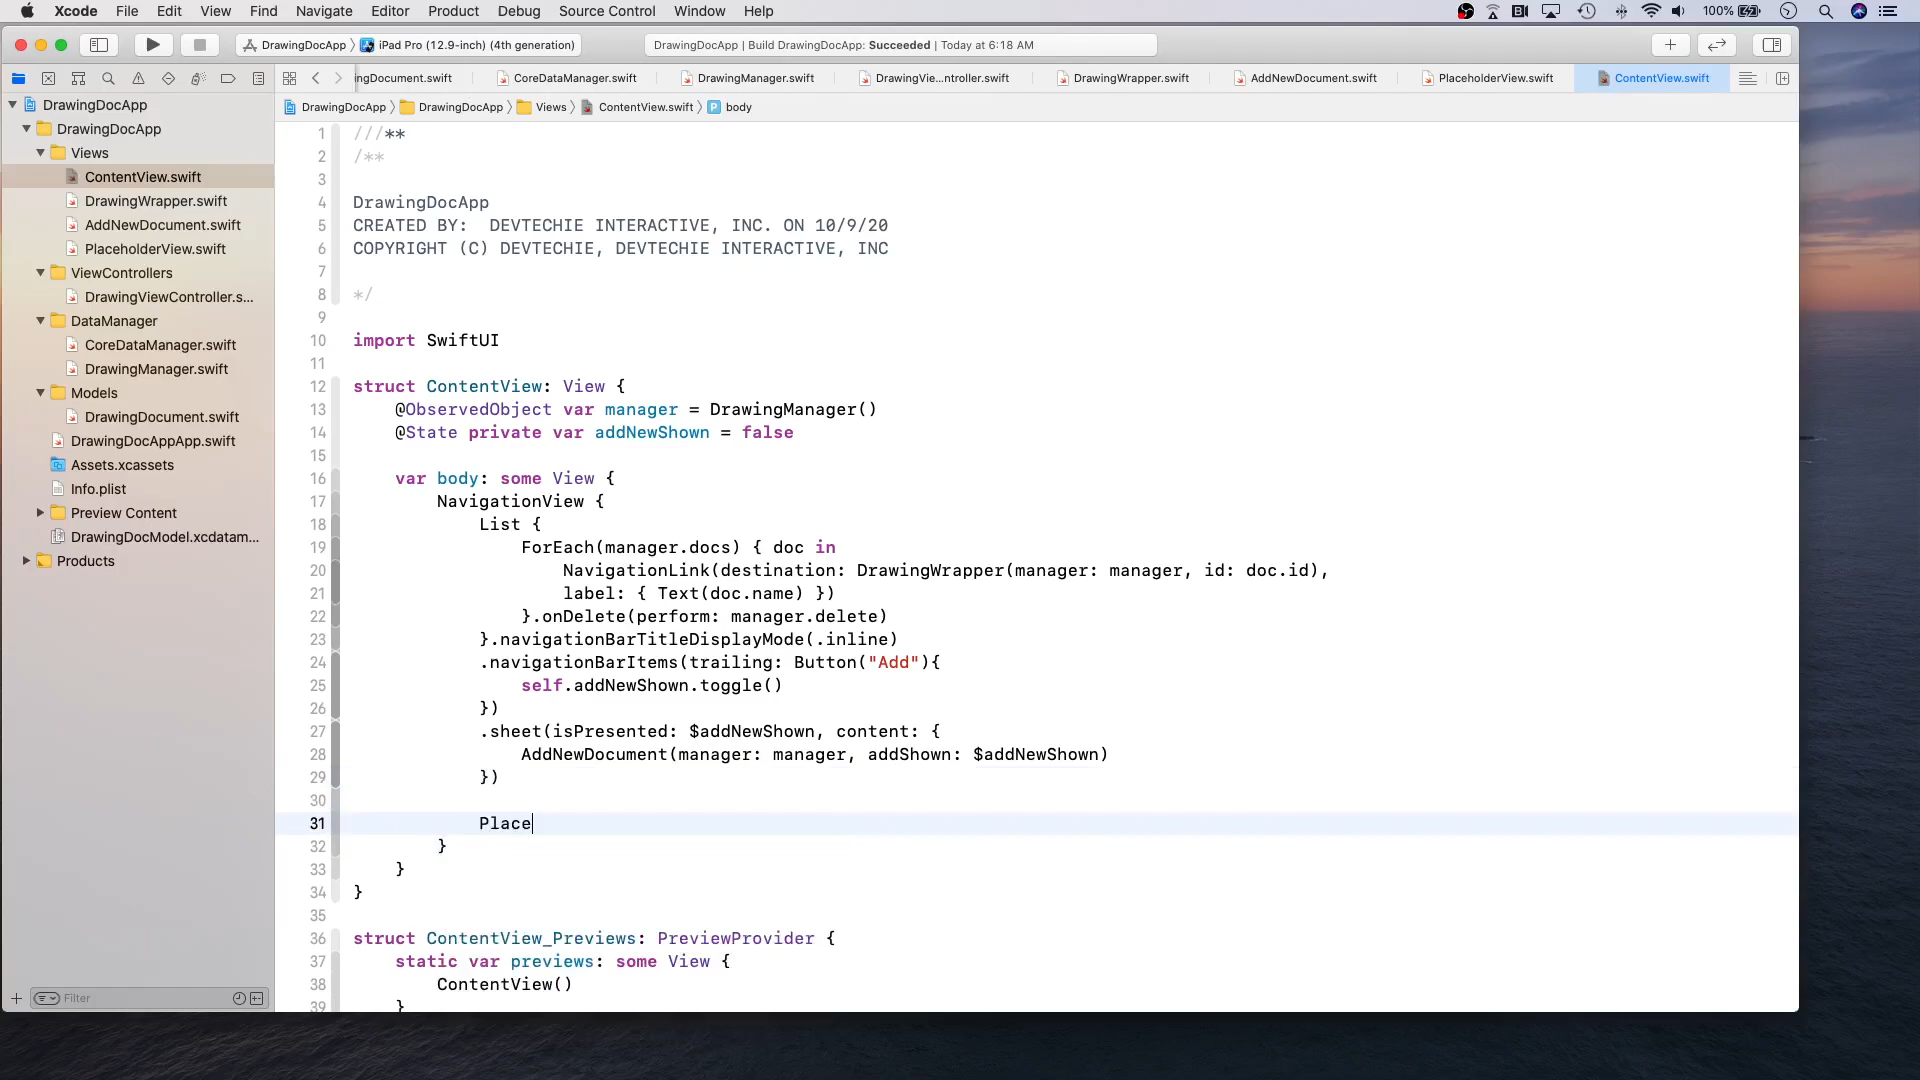 Xcode File Edit View Find Navigate Editor Product Debug Source Control Window Help 100%
DrawingDocApp iPad Pro (12.9-inch) (4th generation) DrawingDocApp | Build DrawingDocApp: Succeeded | Today at 6:18 AM
ingDocument.swift CoreDataManager.swift DrawingManager.swift DrawingVie...ntroller.swift DrawingWrapper.swift AddNewDocument.swift PlaceholderView.swift ContentView.swift
DrawingDocApp DrawingDocApp Views ContentView.swift P body
DrawingDocApp
DrawingDocApp
Views
ContentView.swift
DrawingWrapper.swift
AddNewDocument.swift
PlaceholderView.swift
ViewControllers
DrawingViewController.s...
DataManager
CoreDataManager.swift
DrawingManager.swift
Models
DrawingDocument.swift
DrawingDocAppApp.swift
Assets.xcassets
Info.plist
Preview Content
DrawingDocModel.xcdatam...
Products
Filter
1 ///**
2 /**
3
4 DrawingDocApp
5 CREATED BY:  DEVTECHIE INTERACTIVE, INC. ON 10/9/20
6 COPYRIGHT (C) DEVTECHIE, DEVTECHIE INTERACTIVE, INC
7
8 */
9
10 import SwiftUI
11
12 struct ContentView: View {
13     @ObservedObject var manager = DrawingManager()
14     @State private var addNewShown = false
15
16     var body: some View {
17         NavigationView {
18             List {
19                 ForEach(manager.docs) { doc in
20                     NavigationLink(destination: DrawingWrapper(manager: manager, id: doc.id),
21                     label: { Text(doc.name) })
22                 }.onDelete(perform: manager.delete)
23             }.navigationBarTitleDisplayMode(.inline)
24             .navigationBarItems(trailing: Button("Add"){
25                 self.addNewShown.toggle()
26             })
27             .sheet(isPresented: $addNewShown, content: {
28                 AddNewDocument(manager: manager, addShown: $addNewShown)
29             })
30
31             Place
32         }
33     }
34 }
35
36 struct ContentView_Previews: PreviewProvider {
37     static var previews: some View {
38         ContentView()
39     }